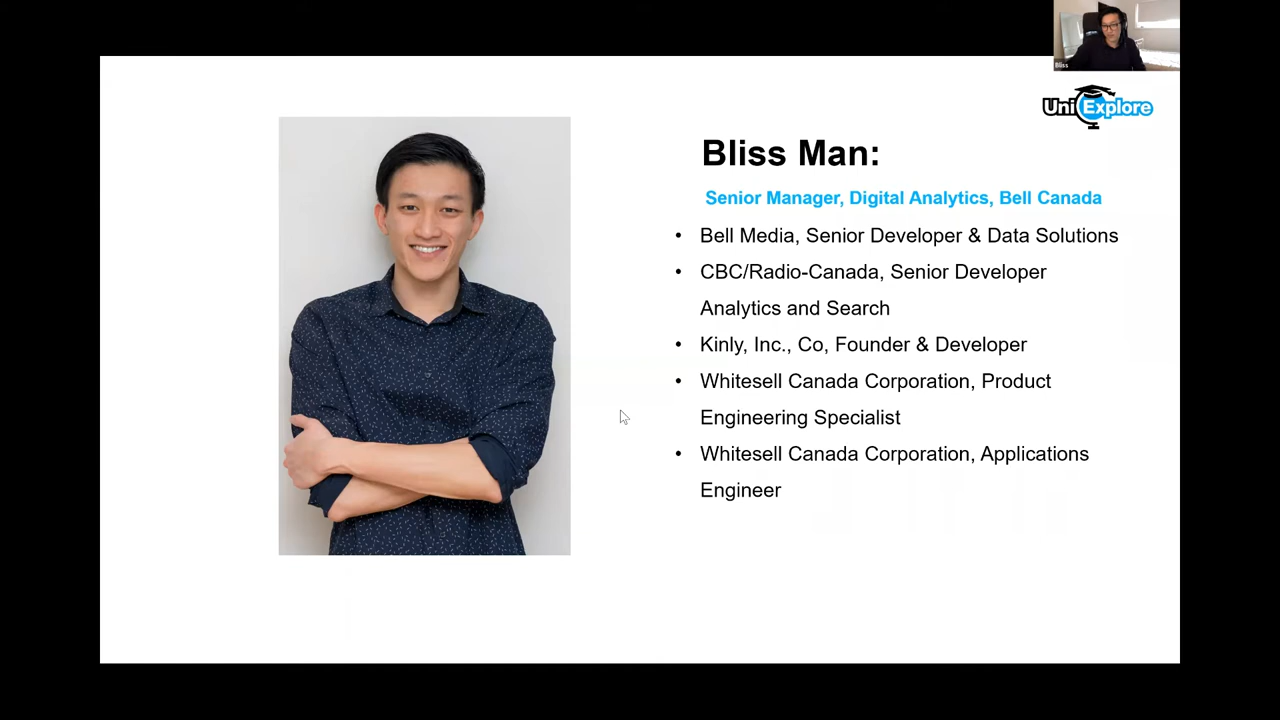 Bliss
UniExplore
Bliss Man:
Senior Manager, Digital Analytics, Bell Canada
• Bell Media, Senior Developer & Data Solutions
• CBC/Radio-Canada, Senior Developer
Analytics and Search
• Kinly, Inc., Co, Founder & Developer
• Whitesell Canada Corporation, Product
Engineering Specialist
• Whitesell Canada Corporation, Applications
Engineer